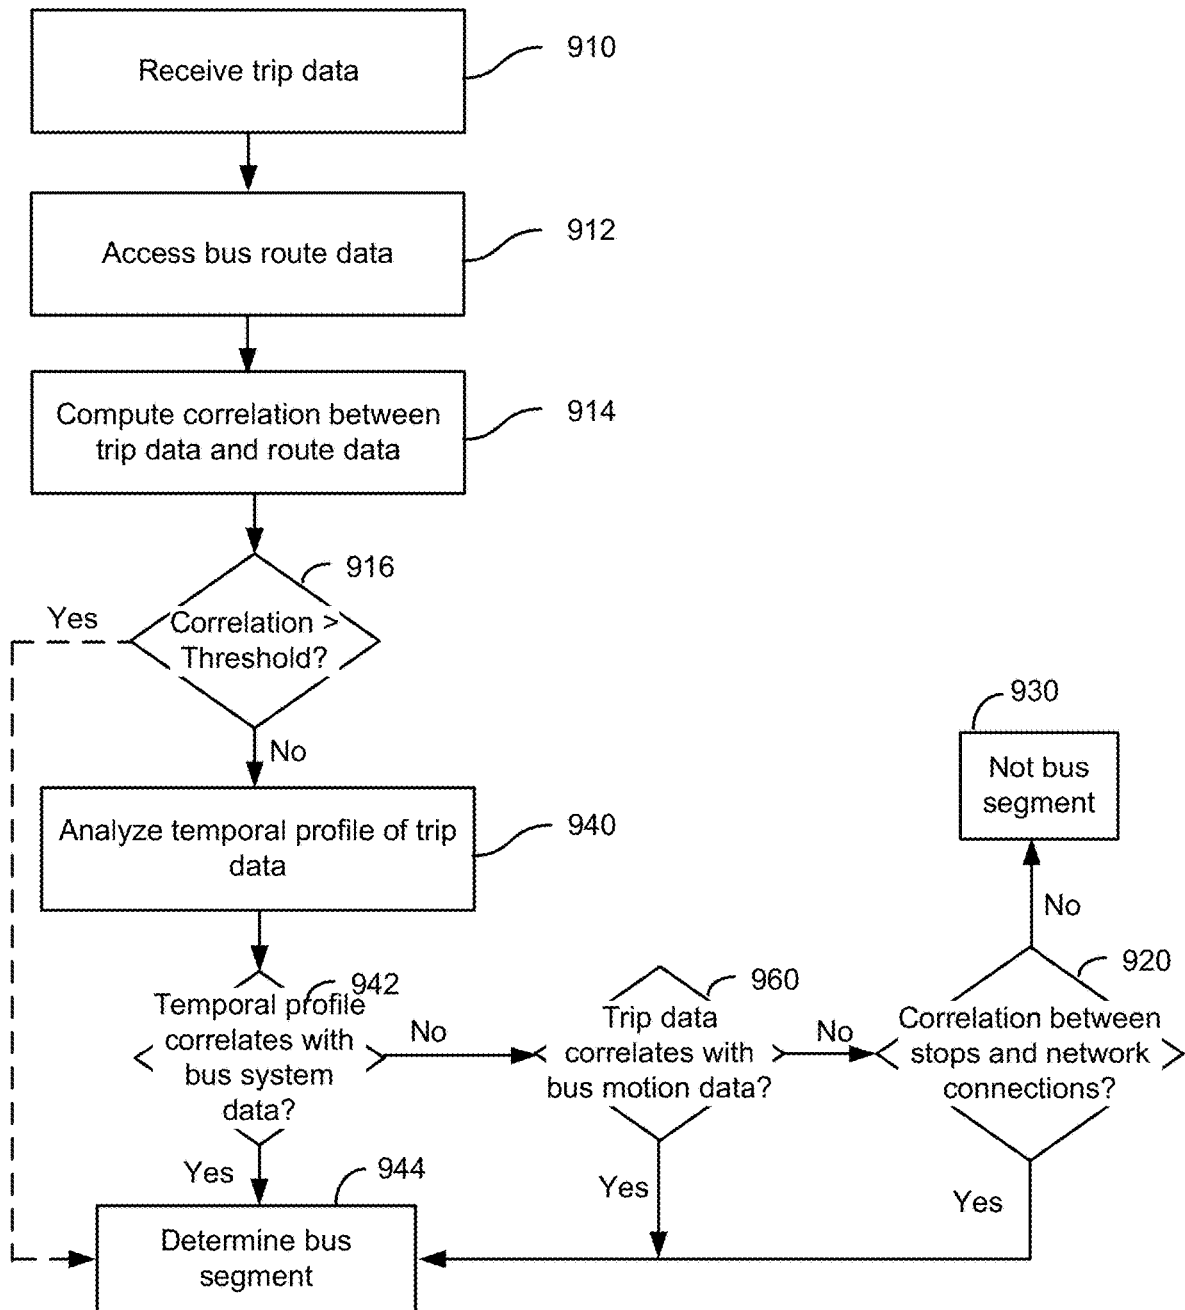 Receive trip data
910
Access bus route data
912
Compute correlation between
trip data and route data
914
916
Yes
Correlation >
Threshold?
No
930
Not bus
segment
Analyze temporal profile of trip
data
940
No
942
Temporal profile
correlates with
bus system
data?
No
960
Trip data
correlates with
bus motion data?
No
920
Correlation between
stops and network
connections?
Yes
944
Yes
Yes
Determine bus
segment